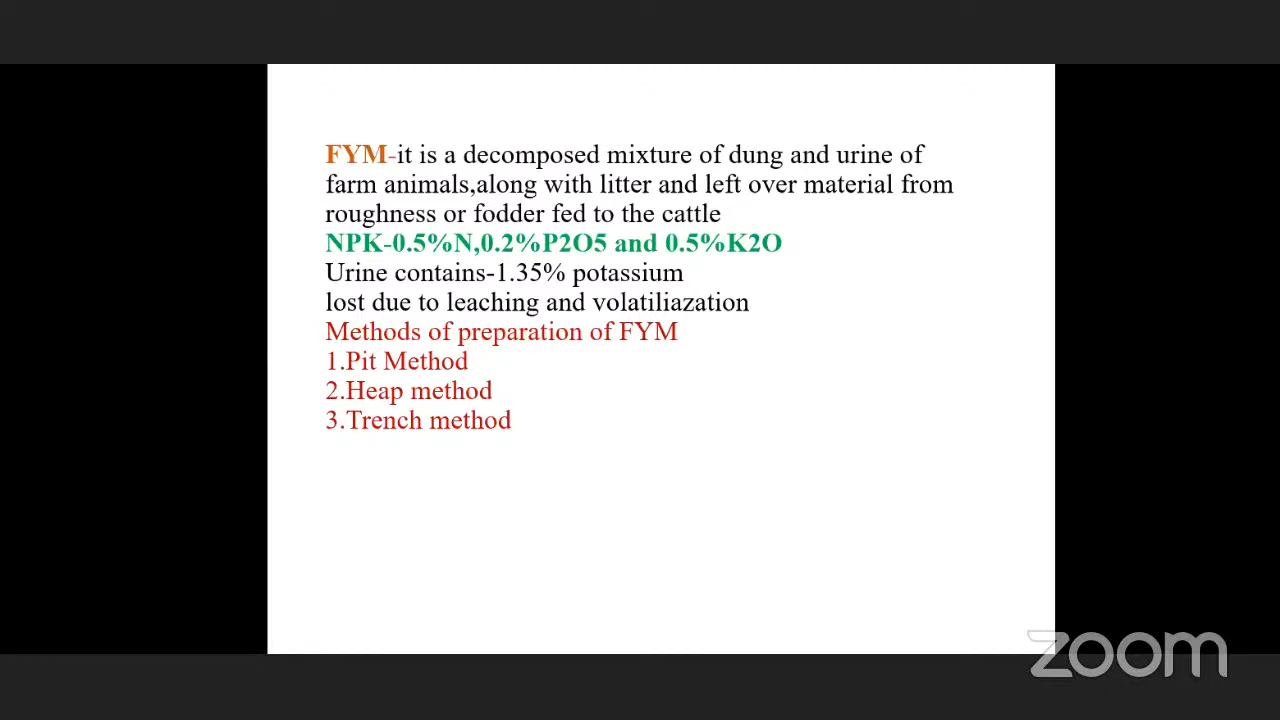 FYM-it is a decomposed mixture of dung and urine of
farm animals,along with litter and left over material from
roughness or fodder fed to the cattle
NPK-0.5%N,0.2%P2O5 and 0.5%K2O
Urine contains-1.35% potassium
lost due to leaching and volatiliazation
Methods of preparation of FYM
1.Pit Method
2.Heap method
3.Trench method
zoom